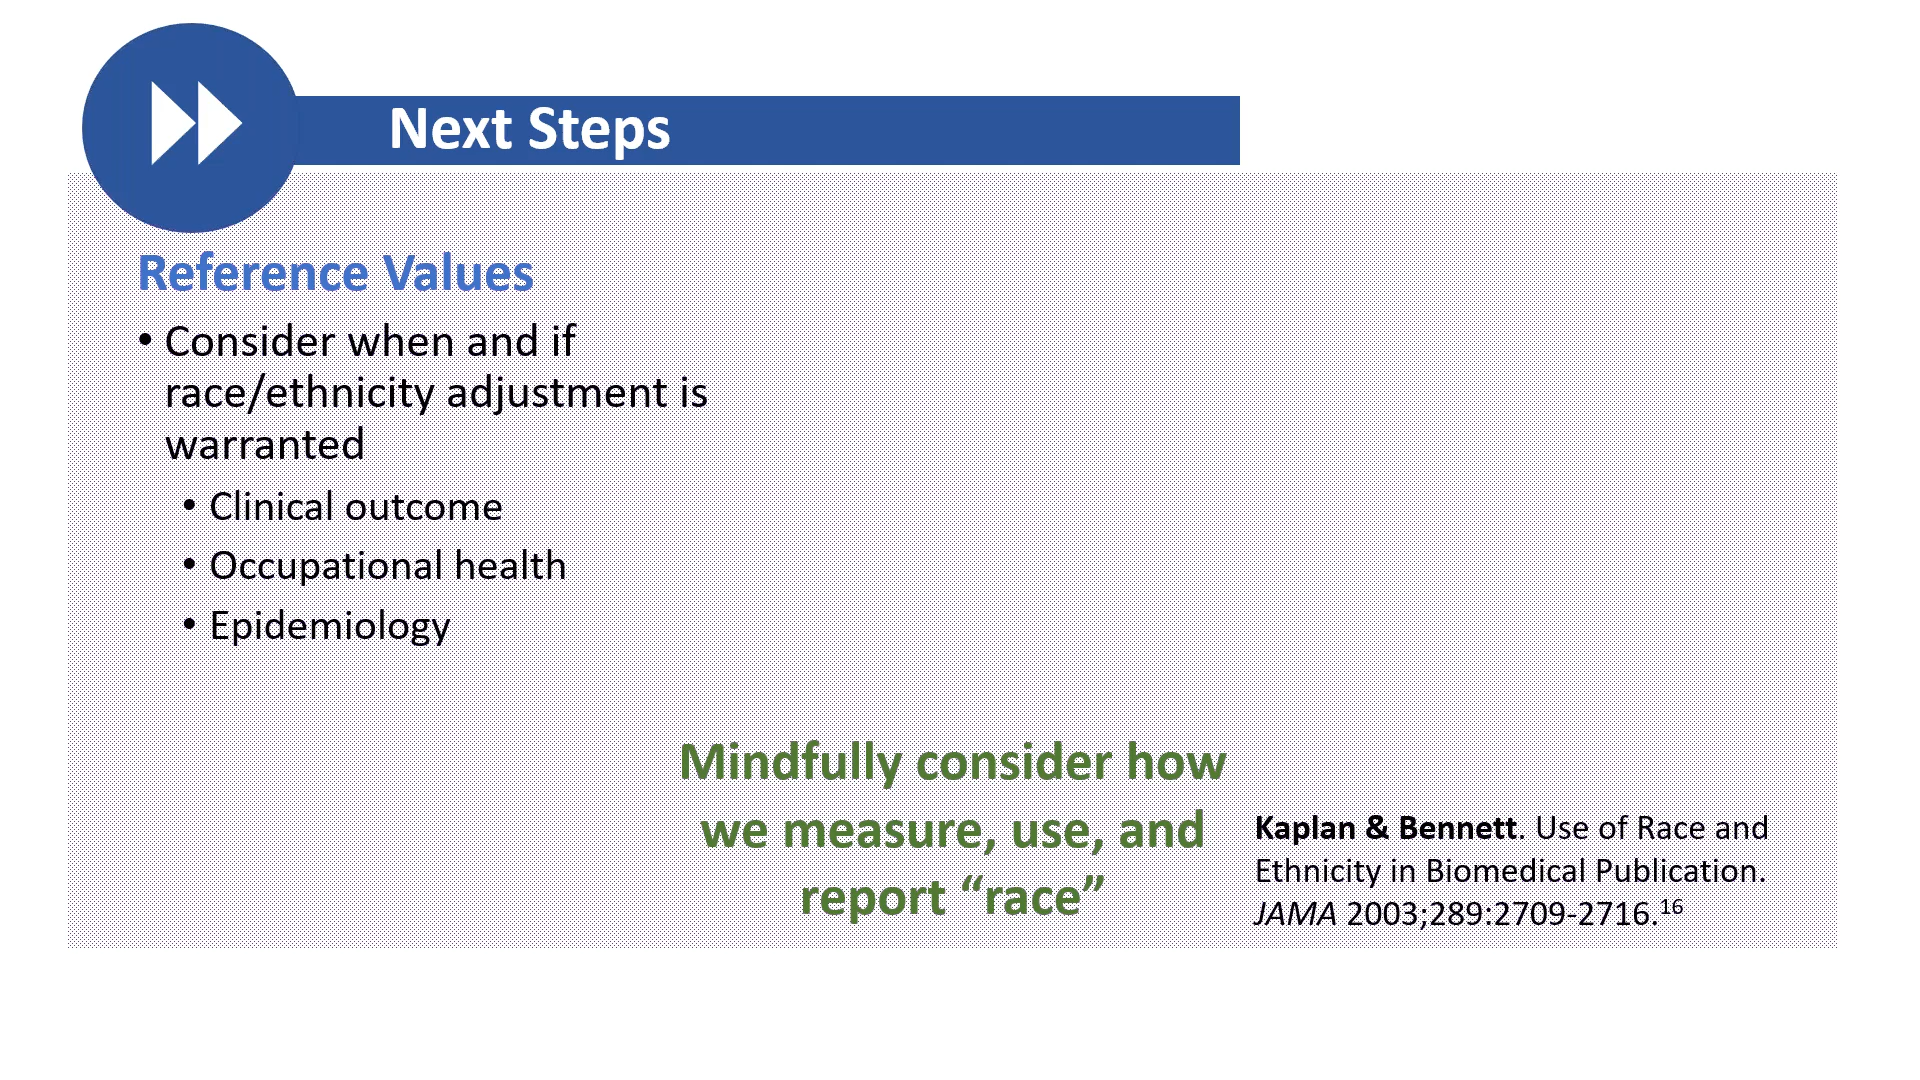 Next Steps
Reference Values
• Consider when and if
race/ethnicity adjustment is
warranted
• Clinical outcome
• Occupational health
• Epidemiology
Mindfully consider how
we measure, use, and
report “race”
Kaplan & Bennett. Use of Race and
Ethnicity in Biomedical Publication.
JAMA 2003;289:2709-2716.16